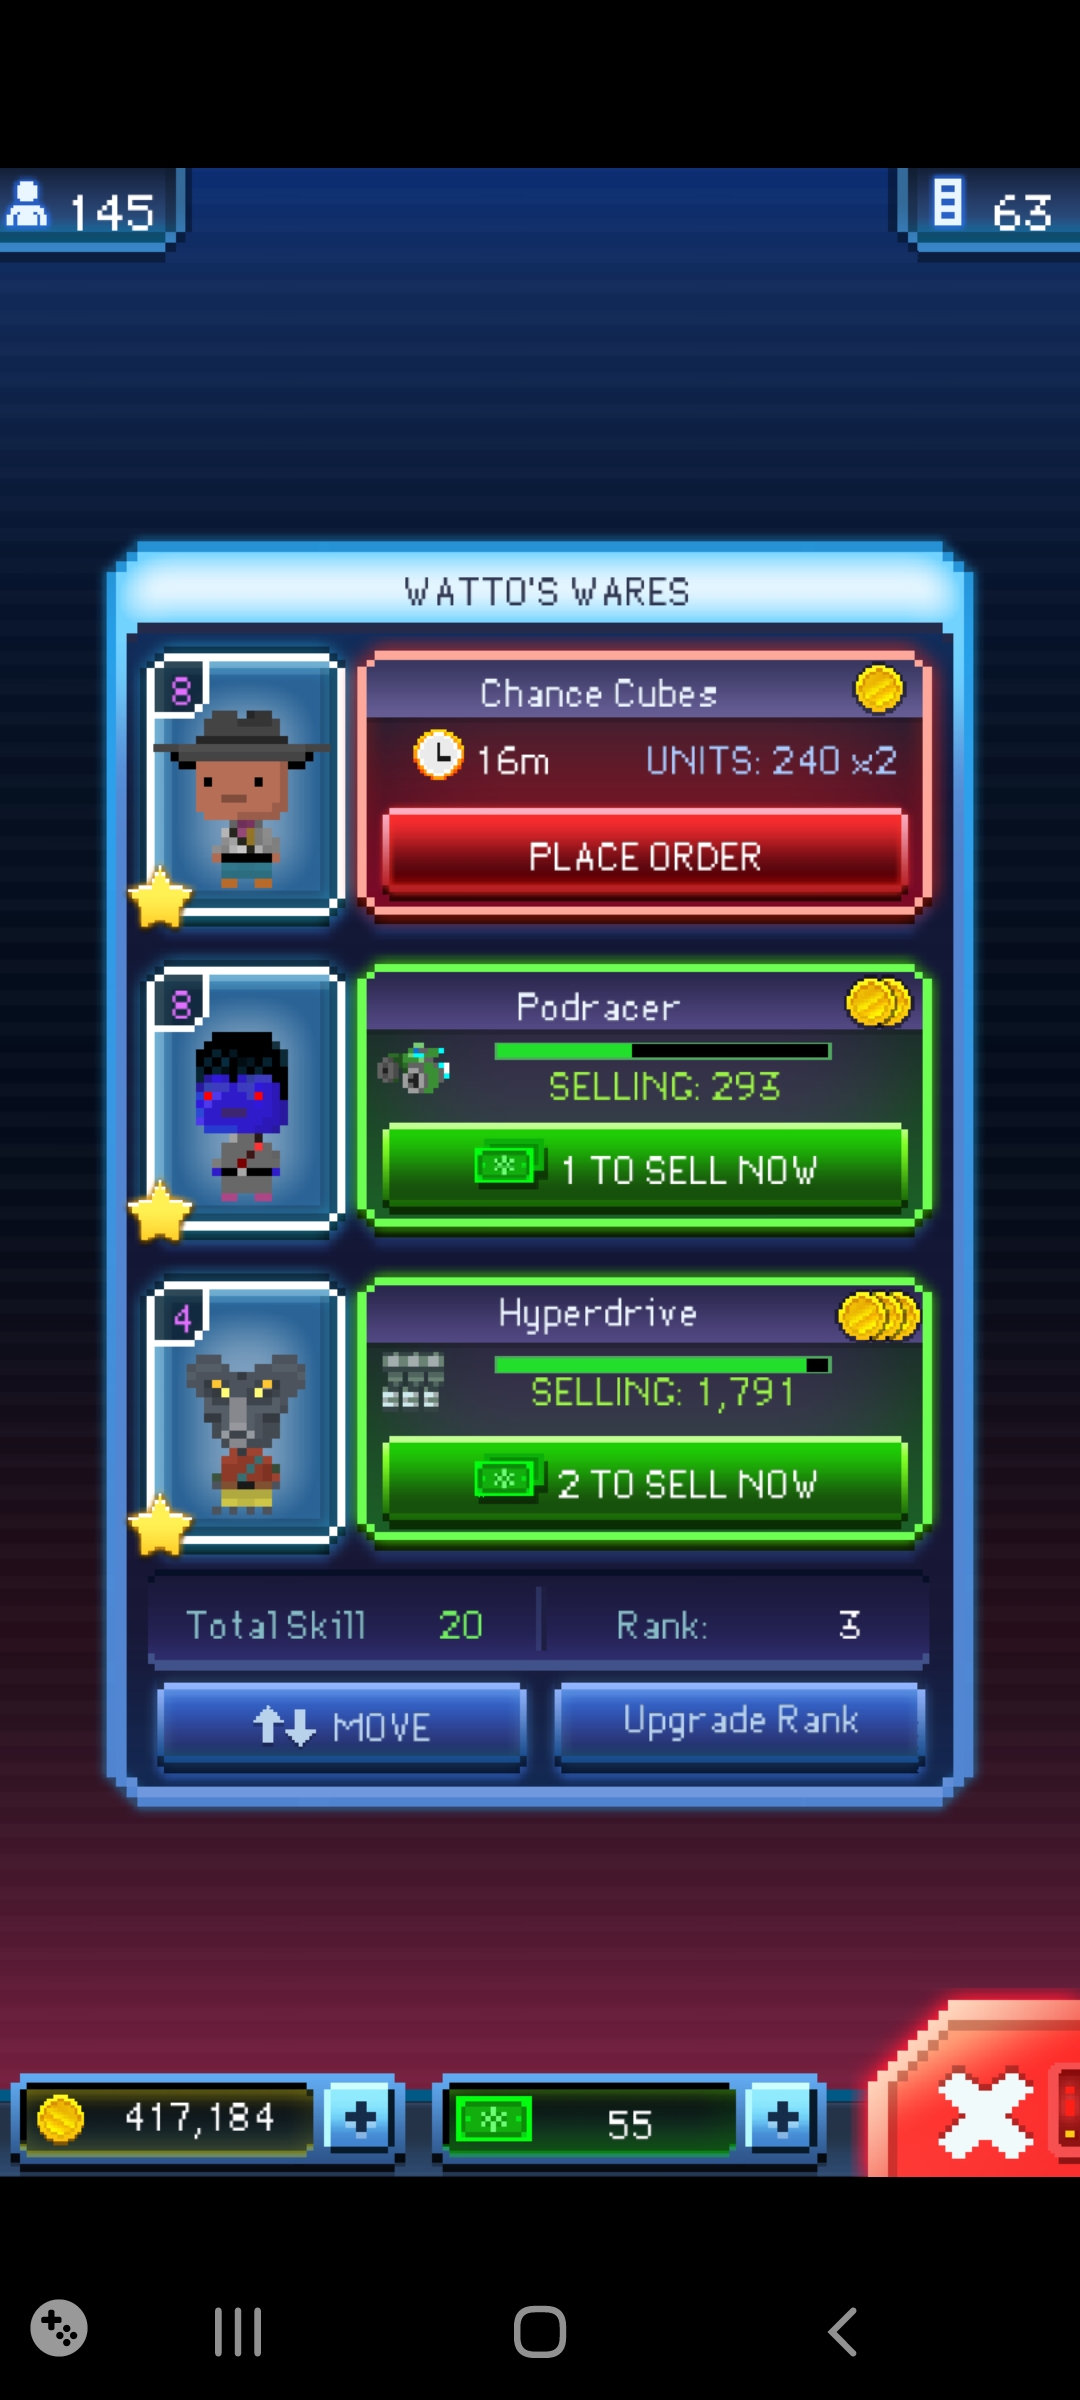 145
63
WATTO'S WARES
8
Chance Cubes
16m UNITS: 240 x2
PLACE ORDER
8
Podracer
SELLING: 293
1 TO SELL NOW
4
Hyperdrive
SELLING: 1,791
2 TO SELL NOW
Total Skill 20 Rank: 3
MOVE Upgrade Rank
417,184 55